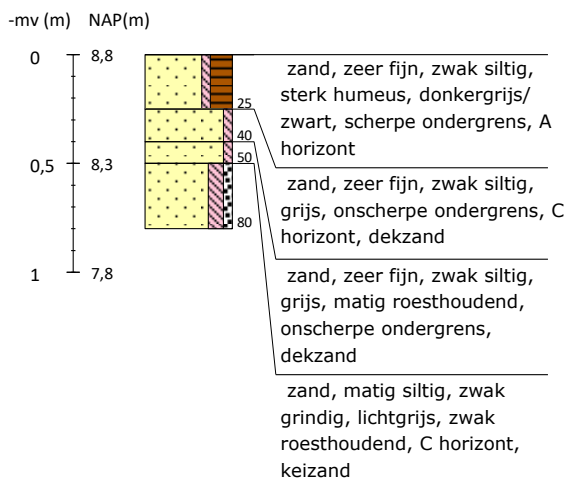 -mv (m) NAP(m)
0 8,8
0,5 8,3
1 7,8
25
40
50
80
zand, zeer fijn, zwak siltig,
sterk humeus, donkergrijs/
zwart, scherpe ondergrens, A
horizont
zand, zeer fijn, zwak siltig,
grijs, onscherpe ondergrens, C
horizont, dekzand
zand, zeer fijn, zwak siltig,
grijs, matig roesthoudend,
onscherpe ondergrens,
dekzand
zand, matig siltig, zwak
grindig, lichtgrijs, zwak
roesthoudend, C horizont,
keizand